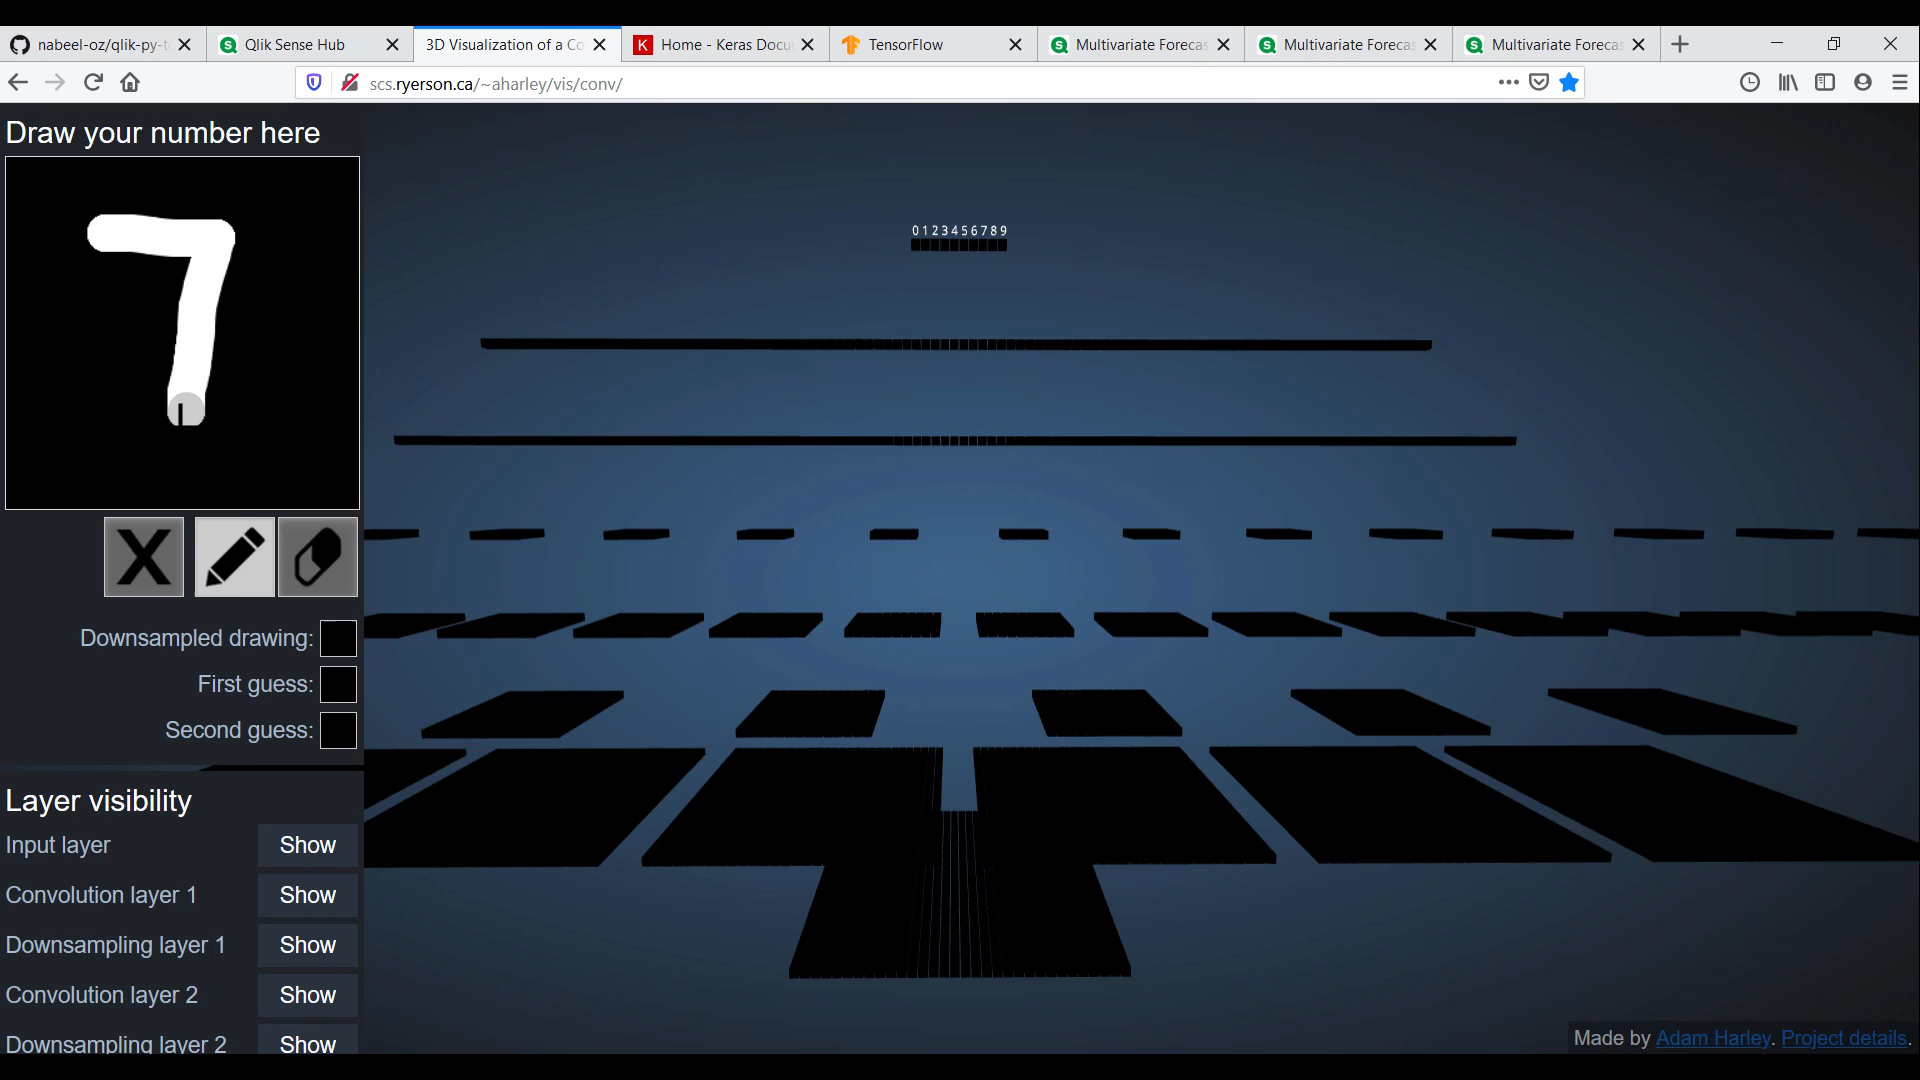 nabeel-oz/qlik-py-t
Qlik Sense Hub
3D Visualization of a Co
Home - Keras Docu
TensorFlow
Multivariate Forecas
Multivariate Forecas
Multivariate Forecas
scs.ryerson.ca/~aharley/vis/conv/
Draw your number here
7
0 1 2 3 4 5 6 7 8 9
X
Downsampled drawing:
First guess:
Second guess:
Layer visibility
Input layer Show
Convolution layer 1 Show
Downsampling layer 1 Show
Convolution layer 2 Show
Downsampling layer 2 Show
Made by Adam Harley. Project details.